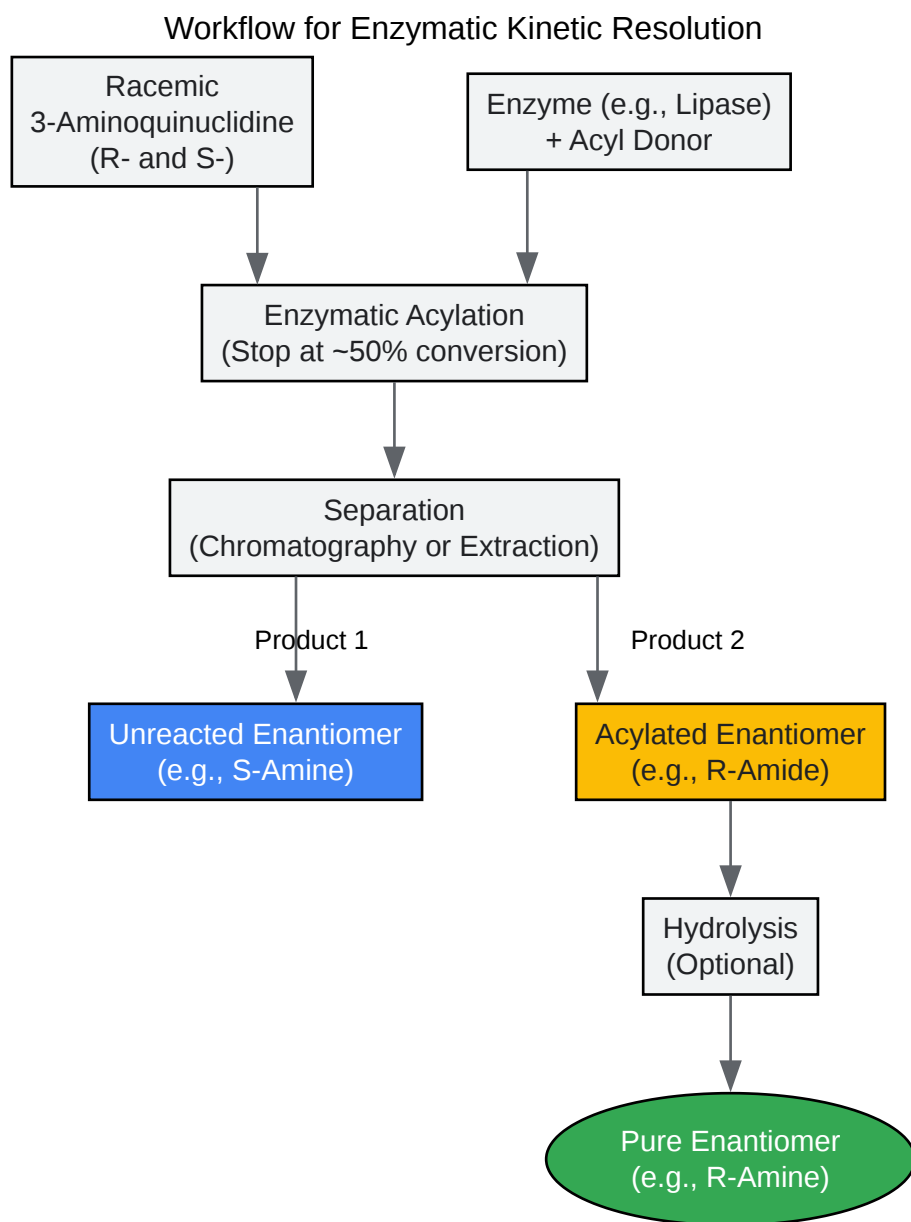 Workflow for Enzymatic Kinetic Resolution
Racemic
3-Aminoquinuclidine
(R- and S-)
Enzyme (e.g., Lipase)
+ Acyl Donor
Enzymatic Acylation
(Stop at ~50% conversion)
Separation
(Chromatography or Extraction)
Product 1
Product 2
Unreacted Enantiomer
(e.g., S-Amine)
Acylated Enantiomer
(e.g., R-Amide)
Hydrolysis
(Optional)
Pure Enantiomer
(e.g., R-Amine)